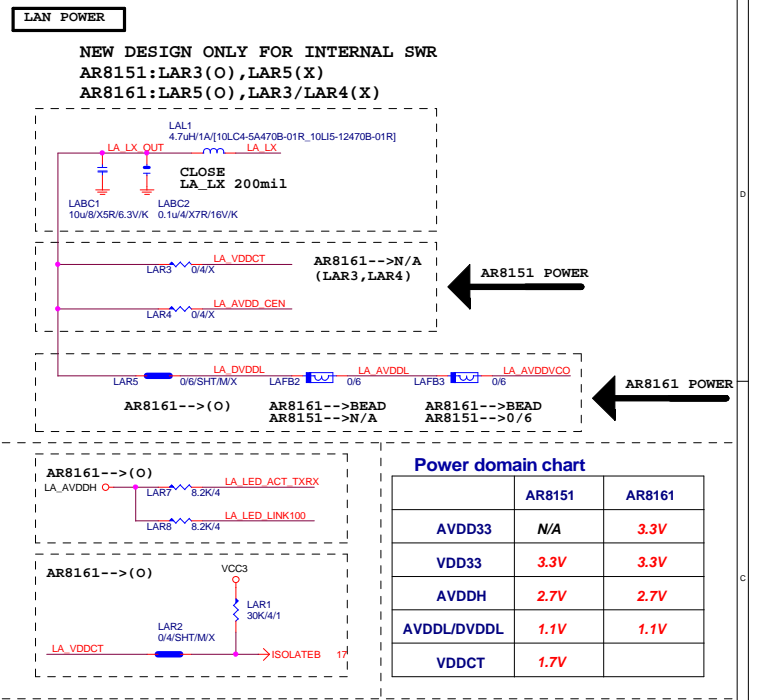 LAN POWER
NEW DESIGN ONLY FOR INTERNAL SWR
AR8151:LAR3(O),LAR5(X)
AR8161:LAR5(O),LAR3/LAR4(X)
LAL1
4.7uH/1A/[10LC4-5A470B-01R_10LI5-12470B-01R]
LA_LX_OUT LA_LX
CLOSE
LA_LX 200mil
LABC1 LABC2
10u/8/X5R/6.3V/K 0.1u/4/X7R/16V/K
D
LA_VDDCT
LAR3 0/4/X
AR8161-->N/A
(LAR3,LAR4)
AR8151 POWER
LA_AVDD_CEN
LAR4 0/4/X
LA_DVDDL LA_AVDDL LA_AVDDVCO
LAR5 0/6/SHT/M/X LAFB2 0/6 LAFB3 0/6
AR8161 POWER
AR8161-->(O) AR8161-->BEAD AR8161-->BEAD
AR8151-->N/A AR8151-->0/6
AR8161-->(O)
LA_AVDDH
LA_LED_ACT_TXRX
LAR7 8.2K/4
LA_LED_LINK100
LAR8 8.2K/4
AR8161-->(O)
VCC3
LAR1
30K/4/1
LAR2
0/4/SHT/M/X
LA_VDDCT
ISOLATEB 17
Power domain chart
AR8151 AR8161
AVDD33 N/A 3.3V
VDD33 3.3V 3.3V
AVDDH 2.7V 2.7V
AVDDL/DVDDL 1.1V 1.1V
VDDCT 1.7V
C